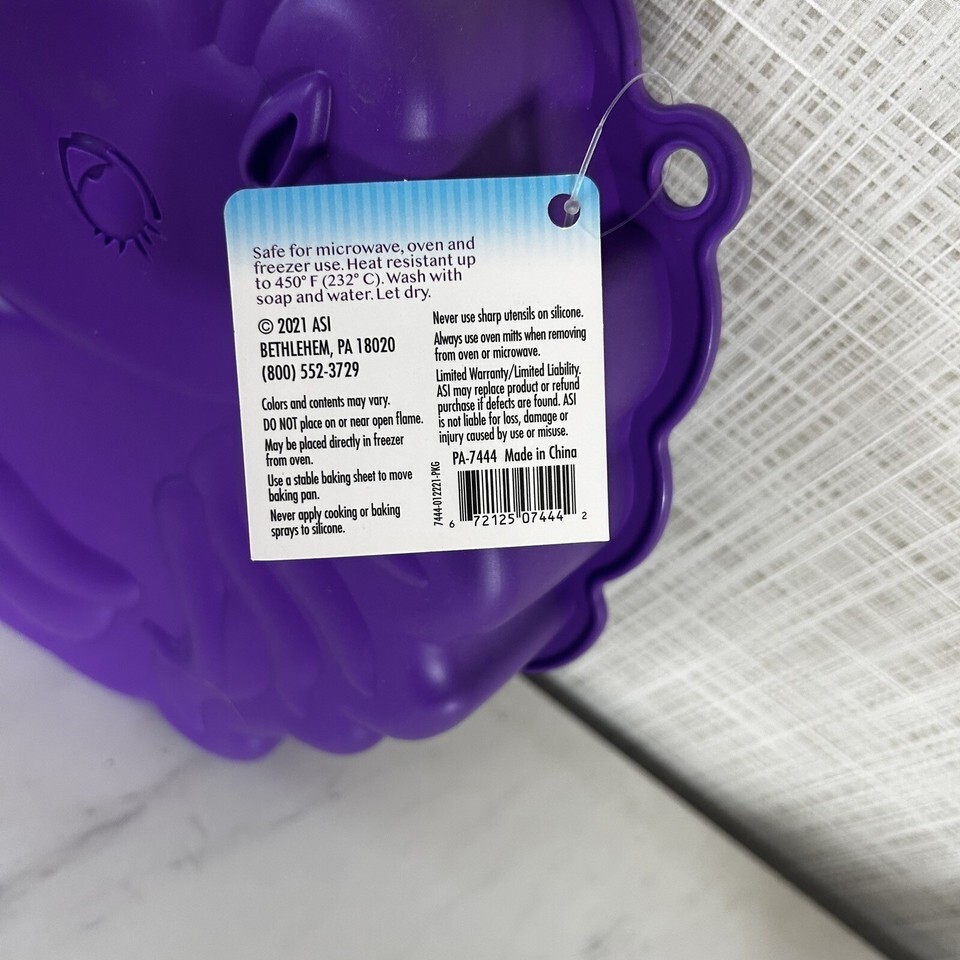 Safe for microwave, oven and
freezer use. Heat resistant up
to 450° F (232° C). Wash with
soap and water. Let dry.
© 2021 ASI
BETHLEHEM, PA 18020
(800) 552-3729
Colors and contents may vary.
DO NOT place on or near open flame.
May be placed directly in freezer
from oven.
Use a stable baking sheet to move
baking pan.
Never apply cooking or baking
sprays to silicone.
Never use sharp utensils on silicone.
Always use oven mitts when removing
from oven or microwave.
Limited Warranty/Limited Liability.
ASI may replace product or refund
purchase if defects are found. ASI
is not liable for loss, damage or
injury caused by use or misuse.
PA-7444 Made in China
7444-012221-PKG
6 72125 07444 2